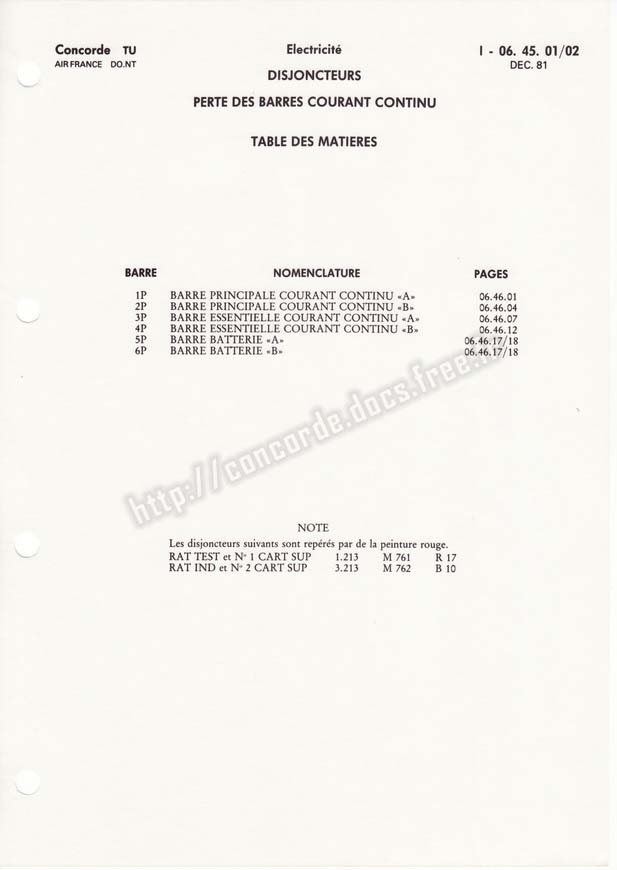 Concorde TU Electricité I - 06. 45. 01/02
AIR FRANCE DO.NT DEC. 81
DISJONCTEURS
PERTE DES BARRES COURANT CONTINU
TABLE DES MATIERES
BARRE NOMENCLATURE PAGES
1P BARRE PRINCIPALE COURANT CONTINU «A» 06.46.01
2P BARRE PRINCIPALE COURANT CONTINU «B» 06.46.04
3P BARRE ESSENTIELLE COURANT CONTINU «A» 06.46.07
4P BARRE ESSENTIELLE COURANT CONTINU «B» 06.46.12
5P BARRE BATTERIE «A» 06.46.17/18
6P BARRE BATTERIE «B» 06.46.17/18
http://concorde.docs.free.fr
NOTE
Les disjoncteurs suivants sont repérés par de la peinture rouge.
RAT TEST et N° 1 CART SUP 1.213 M 761 R 17
RAT IND et N° 2 CART SUP 3.213 M 762 B 10